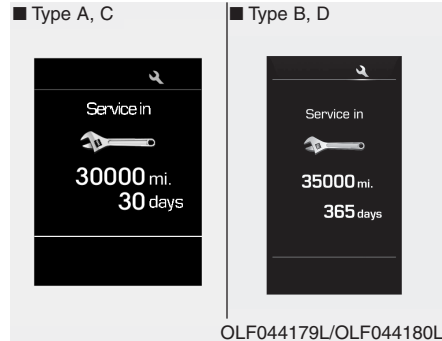 ■ Type A, C
Service in
30000 mi.
30 days
■ Type B, D
Service in
35000 mi.
365 days
OLF044179L/OLF044180L